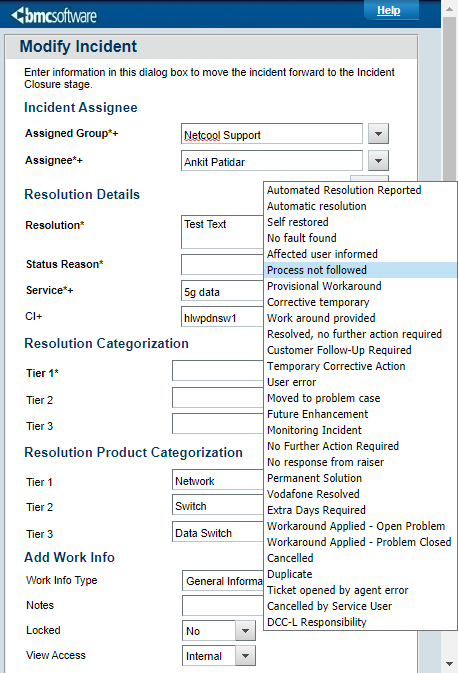 bmcsoftware
Help
Modify Incident
Enter information in this dialog box to move the incident forward to the Incident
Closure stage.
Incident Assignee
Assigned Group*+
Netcool Support
Assignee*+
Ankit Patidar
Resolution Details
Resolution*
Test Text
Status Reason*
Service*+
5g data
CI+
hlwpdnsw1
Resolution Categorization
Tier 1*
Tier 2
Tier 3
Resolution Product Categorization
Tier 1
Network
Tier 2
Switch
Tier 3
Data Switch
Add Work Info
Work Info Type
General Informa
Notes
Locked
No
View Access
Internal
Automated Resolution Reported
Automatic resolution
Self restored
No fault found
Affected user informed
Process not followed
Provisional Workaround
Corrective temporary
Work around provided
Resolved, no further action required
Customer Follow-Up Required
Temporary Corrective Action
User error
Moved to problem case
Future Enhancement
Monitoring Incident
No Further Action Required
No response from raiser
Permanent Solution
Vodafone Resolved
Extra Days Required
Workaround Applied - Open Problem
Workaround Applied - Problem Closed
Cancelled
Duplicate
Ticket opened by agent error
Cancelled by Service User
DCC-L Responsibility